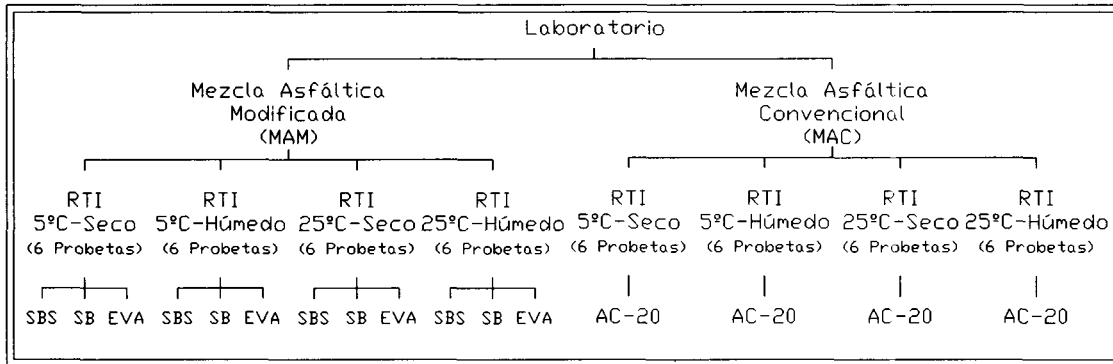 Laboratorio
Mezcla Asfáltica
Modificada
(MAM)
Mezcla Asfáltica
Convencional
(MAC)
RTI
5ºC-Seco
(6 Probetas)
RTI
5ºC-Húmedo
(6 Probetas)
RTI
25ºC-Seco
(6 Probetas)
RTI
25ºC-Húmedo
(6 Probetas)
RTI
5ºC-Seco
(6 Probetas)
RTI
5ºC-Húmedo
(6 Probetas)
RTI
25ºC-Seco
(6 Probetas)
RTI
25ºC-Húmedo
(6 Probetas)
SBS SB EVA
SBS SB EVA
SBS SB EVA
SBS SB EVA
AC-20
AC-20
AC-20
AC-20